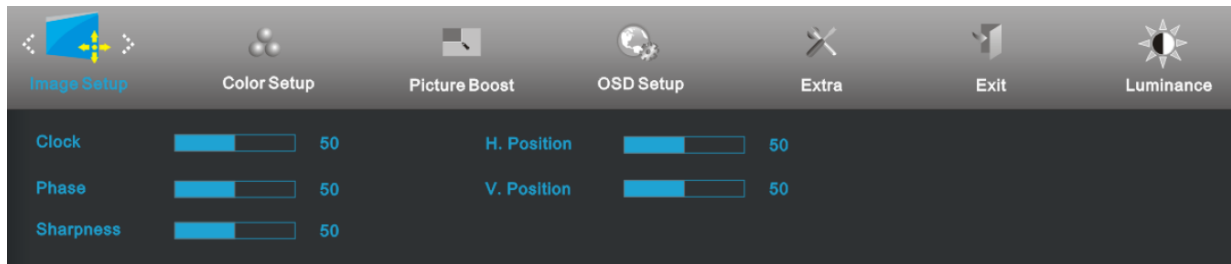 Image Setup Color Setup Picture Boost OSD Setup Extra Exit Luminance
Clock 50 H. Position 50
Phase 50 V. Position 50
Sharpness 50